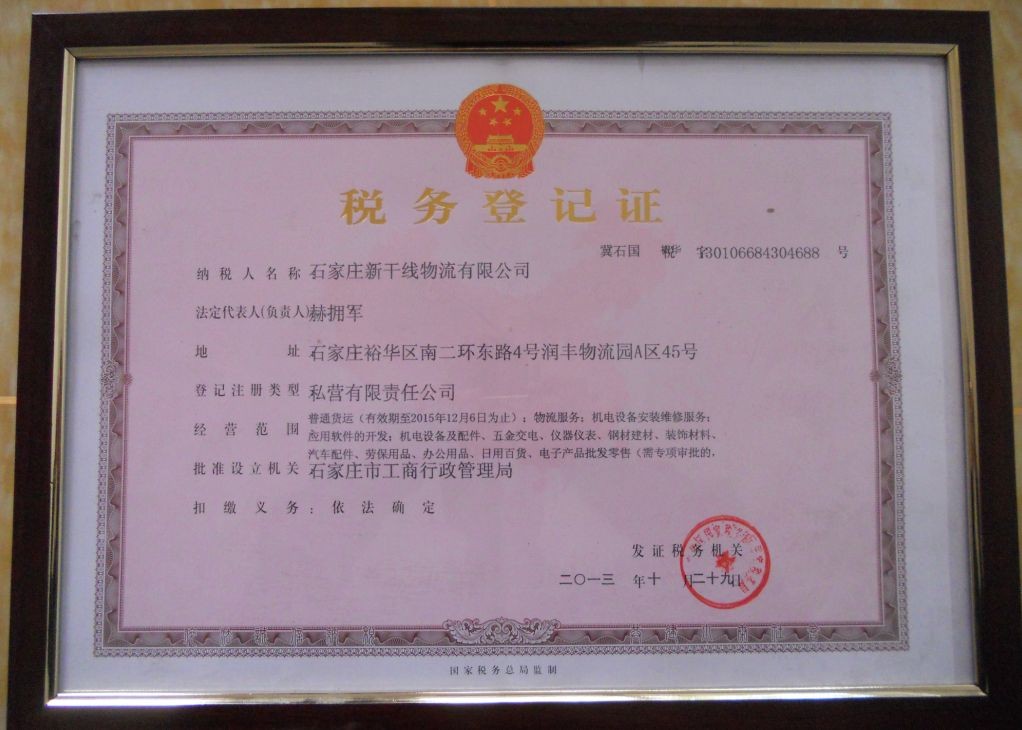 税务登记证
冀石国 税 裕华 字 130106684304688 号
纳税人名称 石家庄新干线物流有限公司
法定代表人(负责人) 赫拥军
地 址 石家庄裕华区南二环东路4号润丰物流园A区45号
登记注册类型 私营有限责任公司
经营范围 普通货运(有效期至2015年12月6日为止);物流服务;机电设备安装维修服务;
应用软件的开发;机电设备及配件、五金交电、仪器仪表、钢材建材、装饰材料、
汽车配件、劳保用品、办公用品、日用百货、电子产品批发零售(需专项审批的,
批准设立机关 石家庄市工商行政管理局
扣缴义务:依法确定
发证税务机关
二〇一三 年 十 月 二十九 日
国家税务总局监制